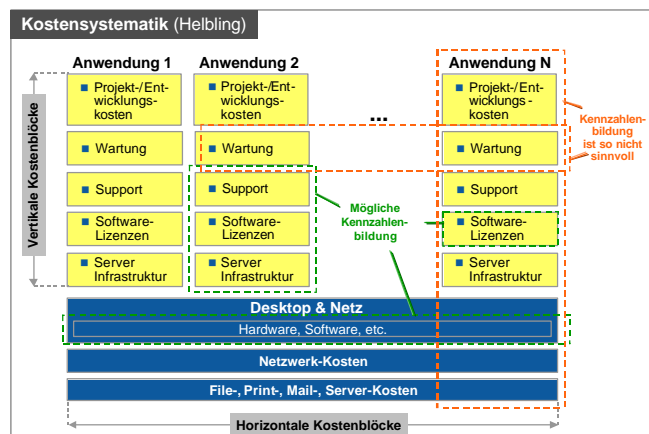 Kostensystematik (Helbling)
Anwendung 1
Anwendung 2
Anwendung N
Vertikale Kostenblöcke
Projekt-/Ent-
wicklungs-
kosten
Wartung
Support
Software-
Lizenzen
Server
Infrastruktur
Projekt-/Ent-
wicklungs-
kosten
Wartung
Support
Software-
Lizenzen
Server
Infrastruktur
...
Mögliche
Kennzahlen-
bildung
Projekt-/Ent-
wicklungs-
kosten
Wartung
Support
Software-
Lizenzen
Server
Infrastruktur
Kennzahlen-
bildung
ist so nicht
sinnvoll
Desktop & Netz
Hardware, Software, etc.
Netzwerk-Kosten
File-, Print-, Mail-, Server-Kosten
Horizontale Kostenblöcke